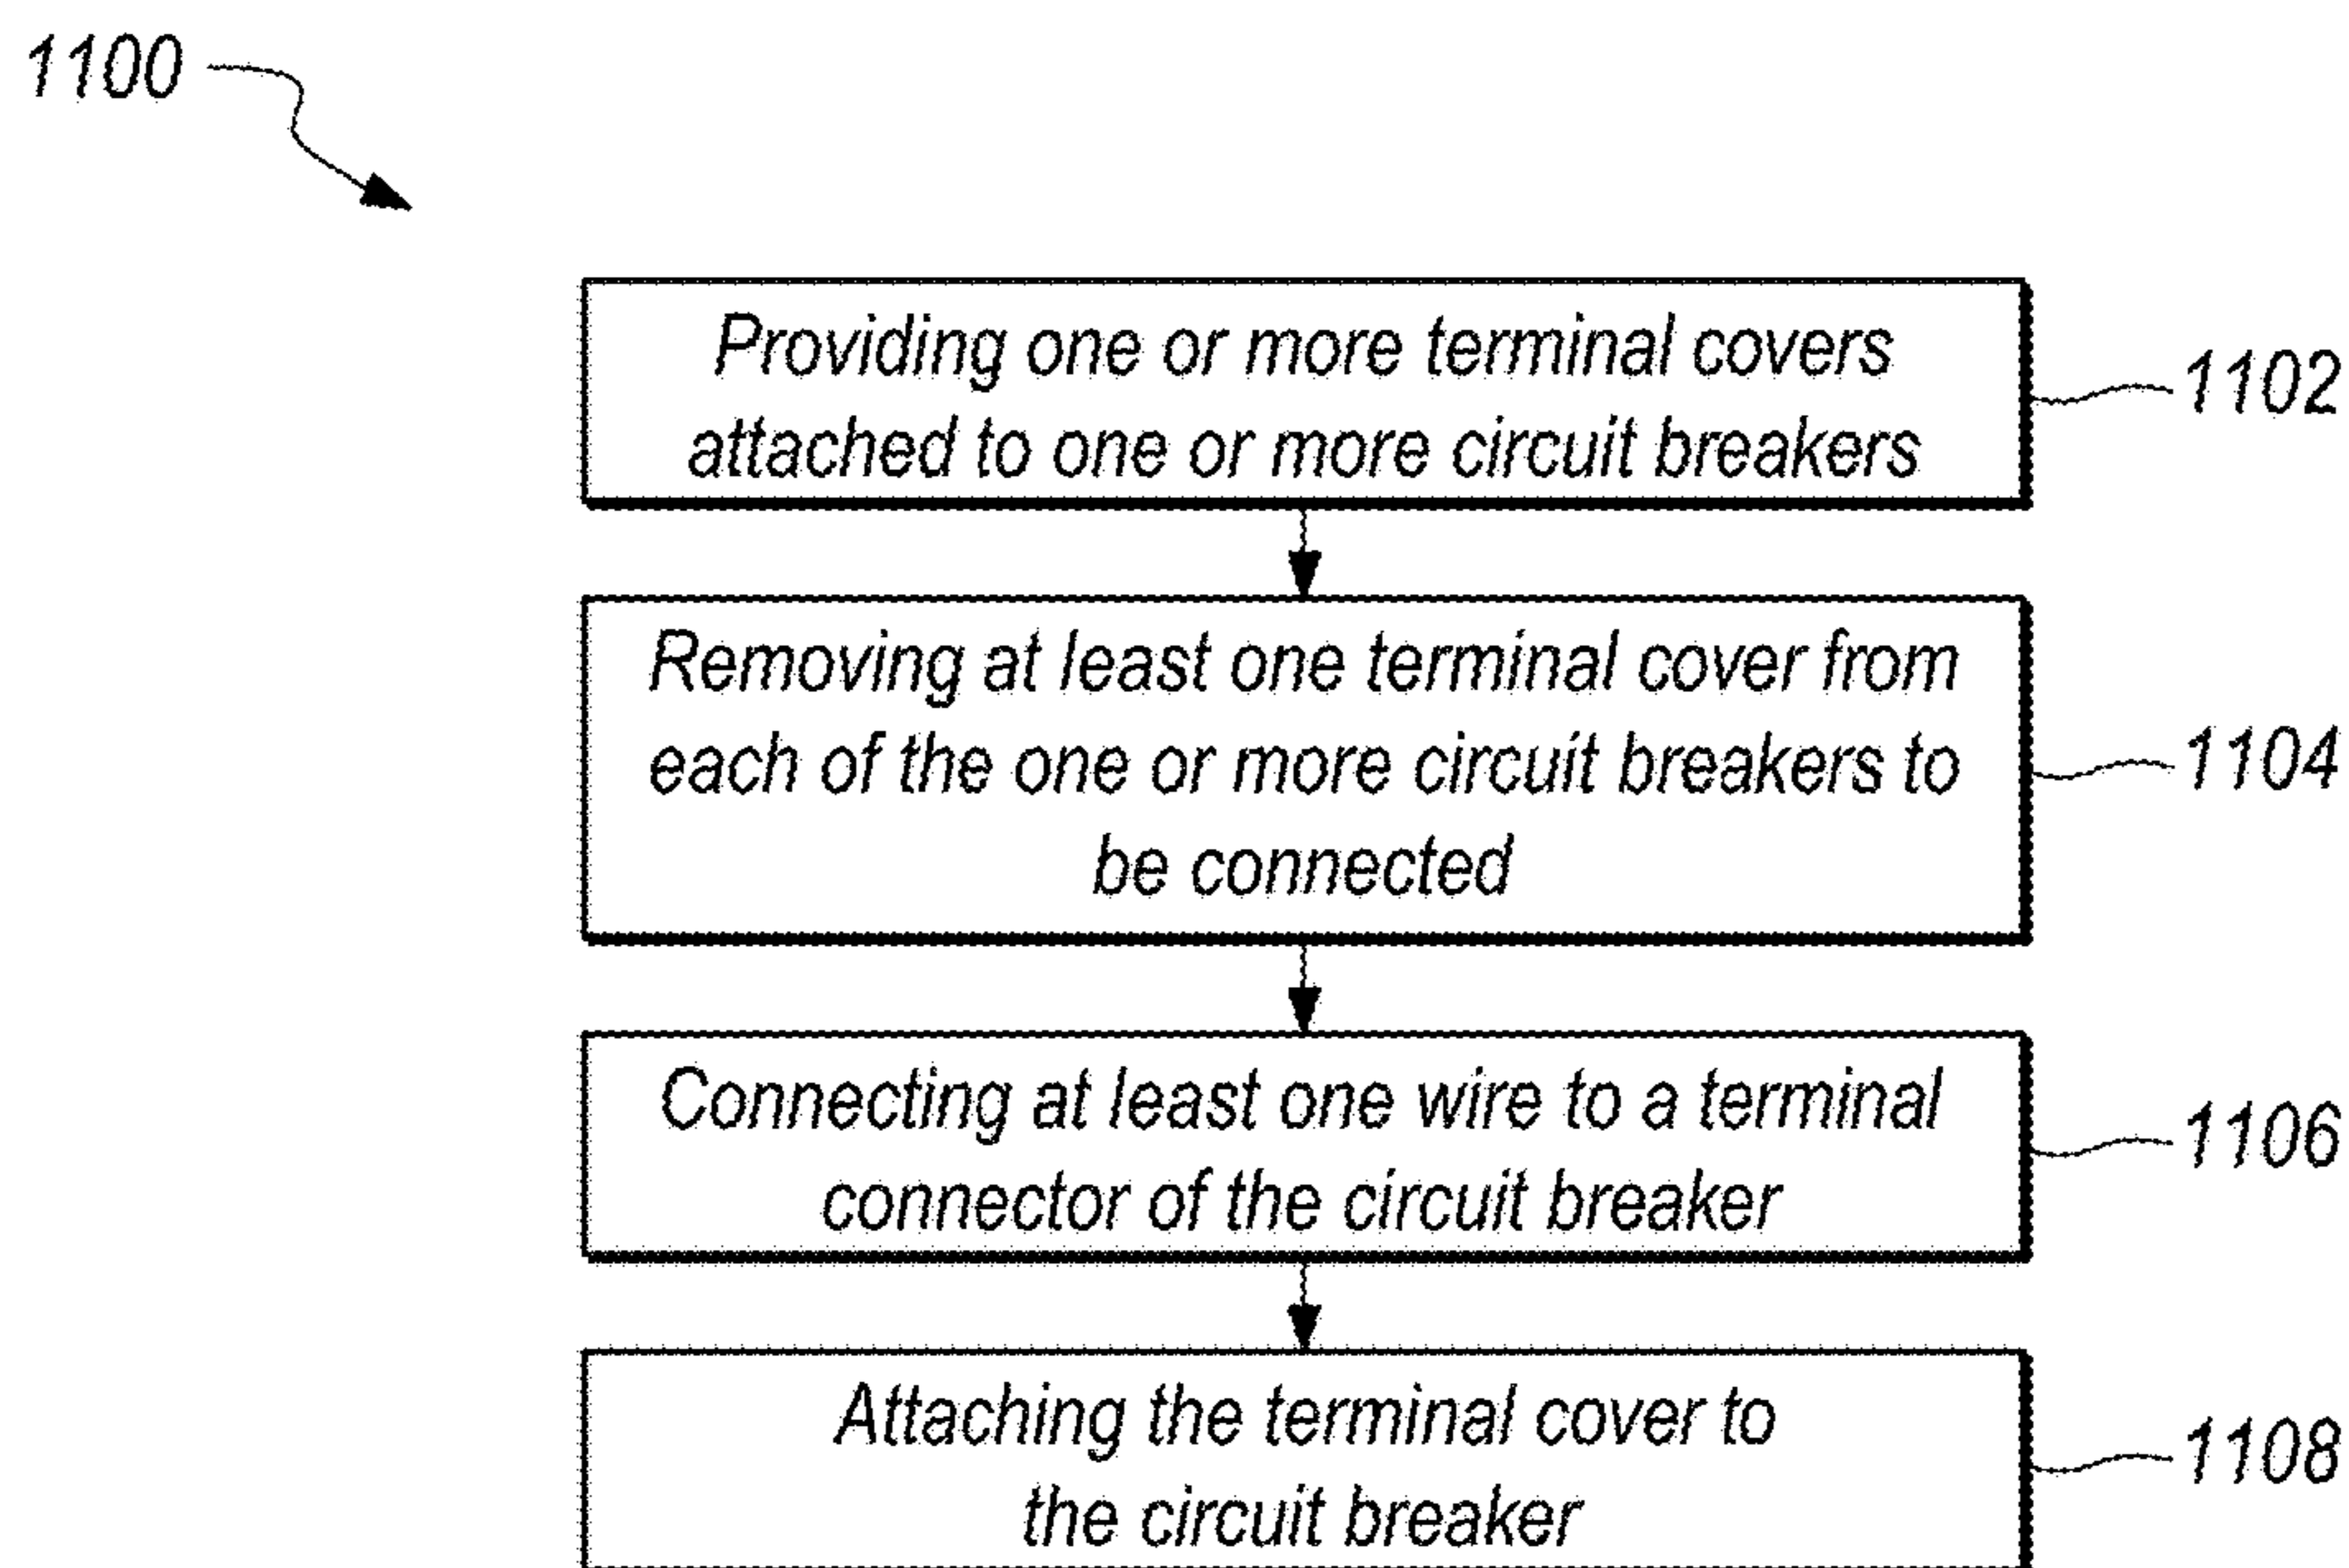 1100
Providing one or more terminal covers
attached to one or more circuit breakers
1102
Removing at least one terminal cover from
each of the one or more circuit breakers to
be connected
1104
Connecting at least one wire to a terminal
connector of the circuit breaker
1106
Attaching the terminal cover to
the circuit breaker
1108